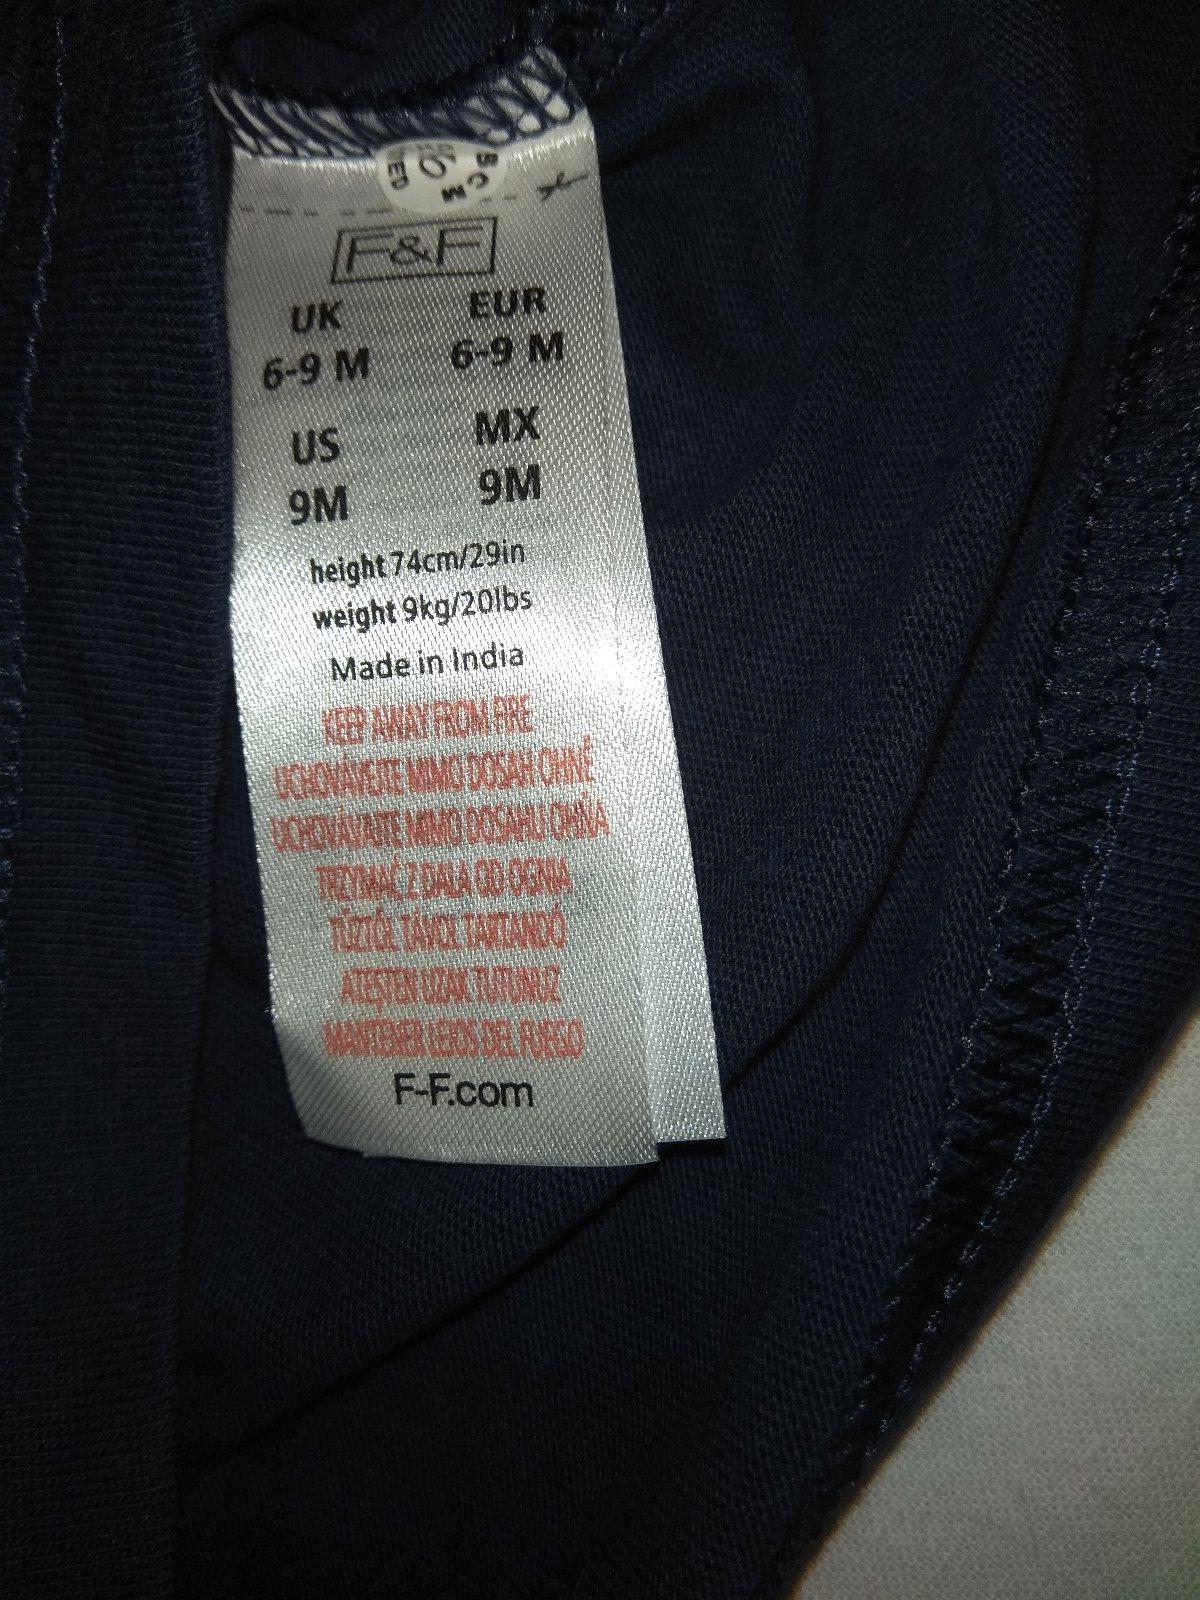 F&F
UK EUR
6-9 M 6-9 M
US MX
9M 9M
height 74cm/29in
weight 9kg/20lbs
Made in India
KEEP AWAY FROM FIRE
UCHOVÁVEJTE MIMO DOSAH OHNĚ
UCHOVÁVAJTE MIMO DOSAHU OHŇA
TRZYMAĆ Z DALA OD OGNIA
TŰZTŐL TÁVOL TARTANDÓ
ATEŞTEN UZAK TUTUNUZ
MANTENER LEJOS DEL FUEGO
F-F.com